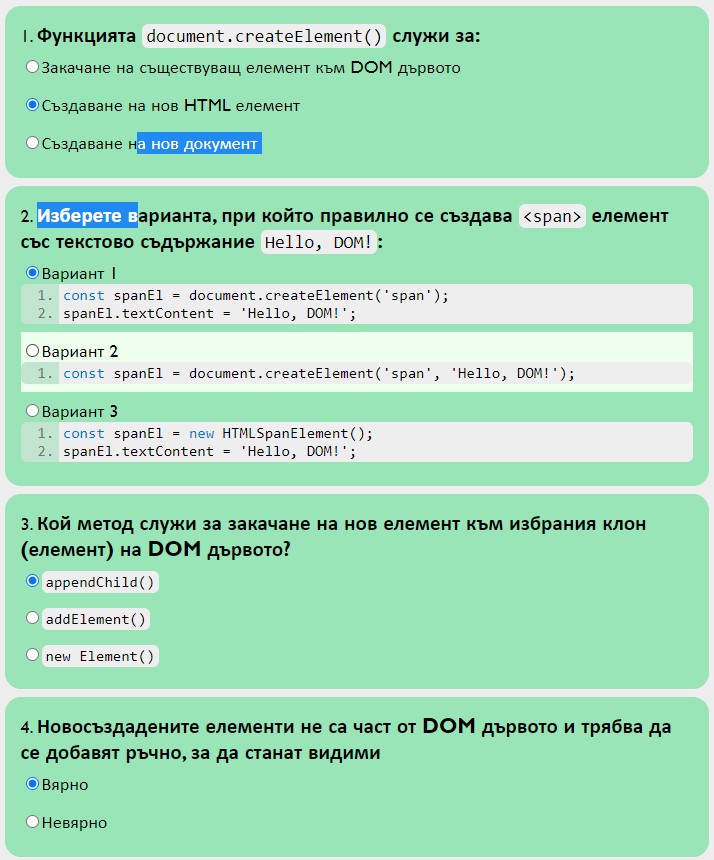 1. Функцията document.createElement() служи за:
Закачане на съществуващ елемент към DOM дървото
Създаване на нов HTML елемент
Създаване на нов документ
2. Изберете варианта, при който правилно се създава <span> елемент
със текстово съдържание Hello, DOM!:
Вариант 1
1. const spanEl = document.createElement('span');
2. spanEl.textContent = 'Hello, DOM!';
Вариант 2
1. const spanEl = document.createElement('span', 'Hello, DOM!');
Вариант 3
1. const spanEl = new HTMLSpanElement();
2. spanEl.textContent = 'Hello, DOM!';
3. Кой метод служи за закачане на нов елемент към избрания клон
(елемент) на DOM дървото?
appendChild()
addElement()
new Element()
4. Новосъздадените елементи не са част от DOM дървото и трябва да
се добавят ръчно, за да станат видими
Вярно
Невярно